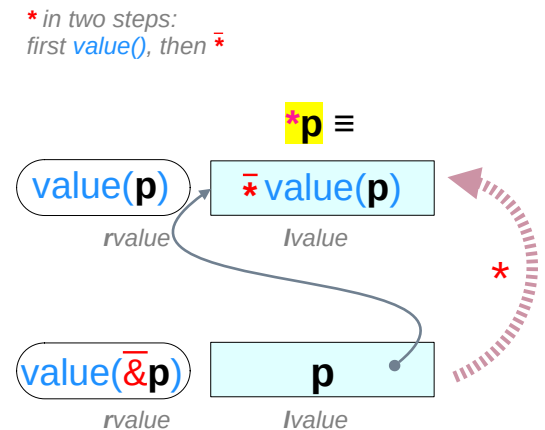 * in two steps:
first value(), then *̅
*p ≡
value(p) *̅ value(p)
rvalue lvalue
*
value(&̅p) p
rvalue lvalue